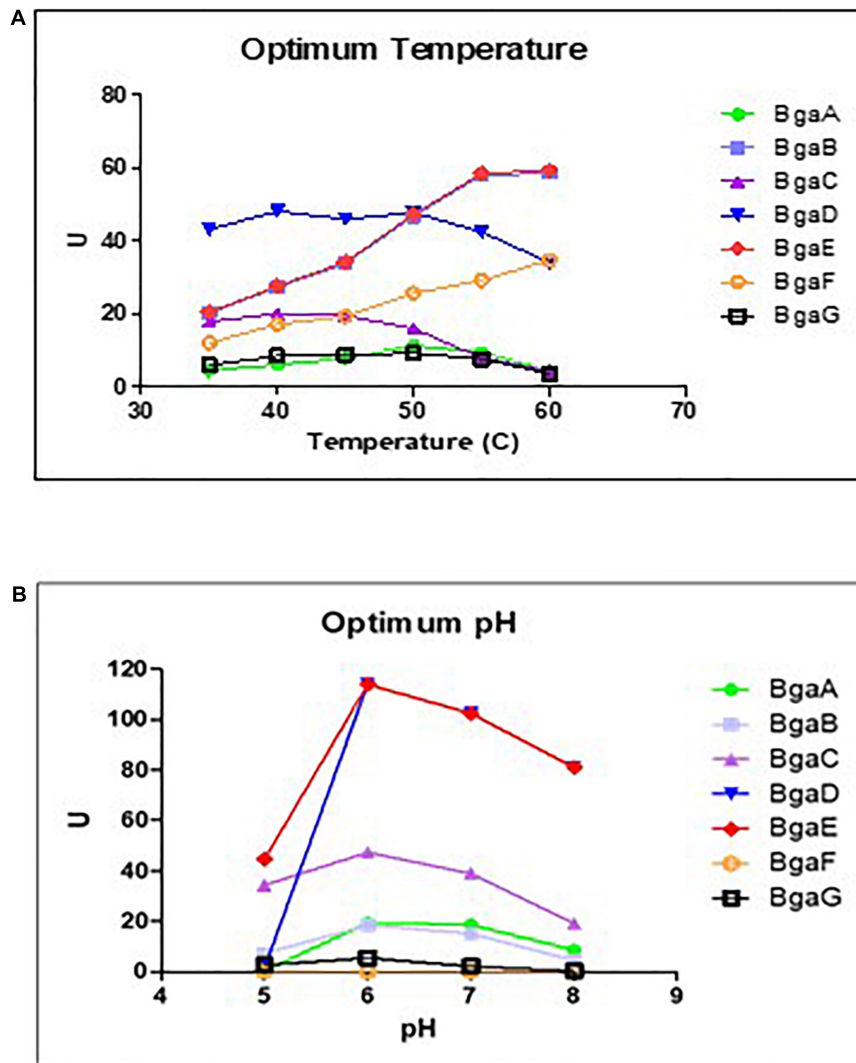 A
Optimum Temperature
80
60
40
20
0
U
30
40
50
60
70
Temperature (C)
BgaA
BgaB
BgaC
BgaD
BgaE
BgaF
BgaG
B
Optimum pH
120
100
80
60
40
20
0
U
4
5
6
7
8
9
pH
BgaA
BgaB
BgaC
BgaD
BgaE
BgaF
BgaG